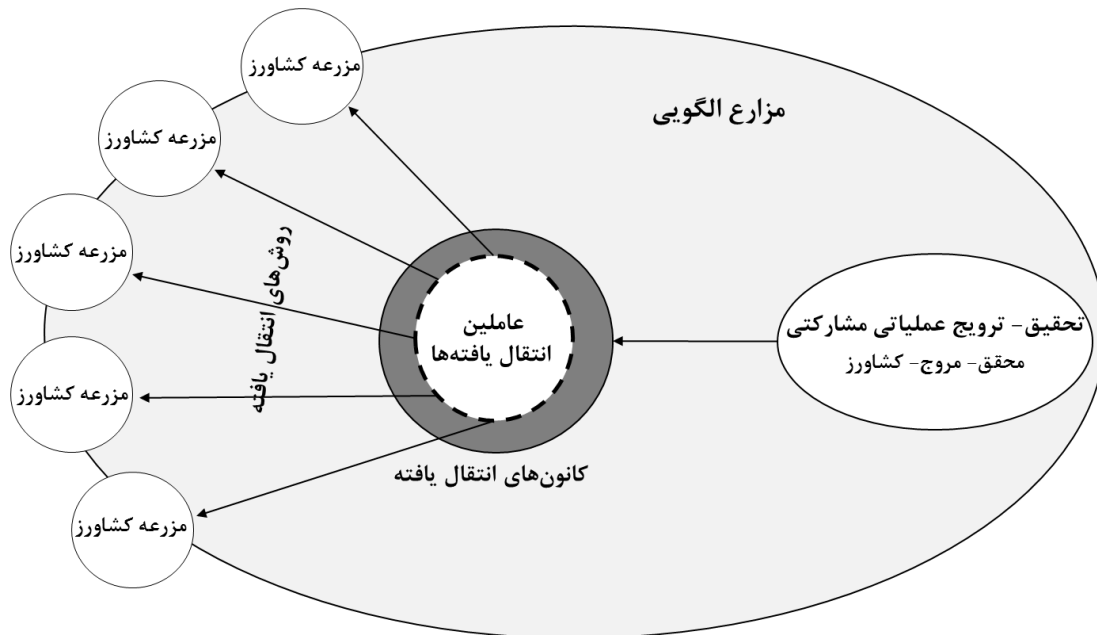 مزرعه کشاورز
مزارع الگویی
مزرعه کشاورز
مزرعه کشاورز
روش‌های انتقال یافته
عاملین
انتقال یافته‌ها
تحقیق- ترویج عملیاتی مشارکتی
محقق- مروج- کشاورز
مزرعه کشاورز
کانون‌های انتقال یافته
مزرعه کشاورز